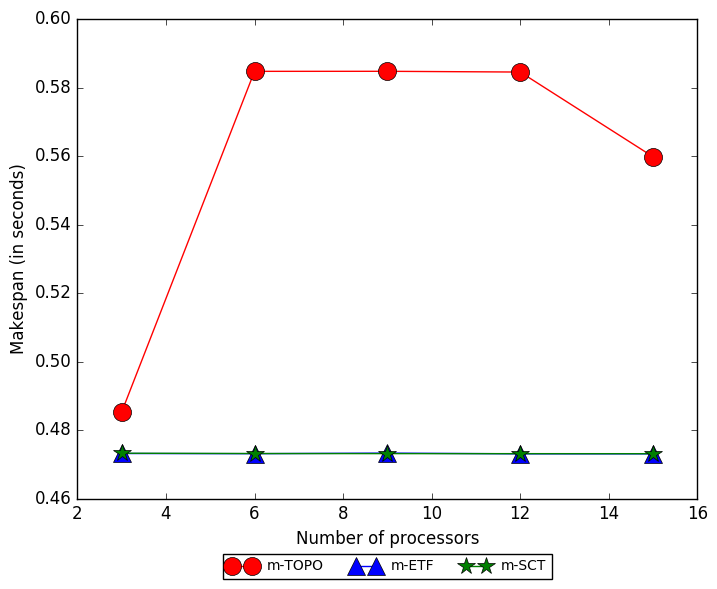 0.60
0.58
0.56
0.54
0.52
0.50
0.48
0.46
Makespan (in seconds)
2 4 6 8 10 12 14 16
Number of processors
m-TOPO m-ETF m-SCT